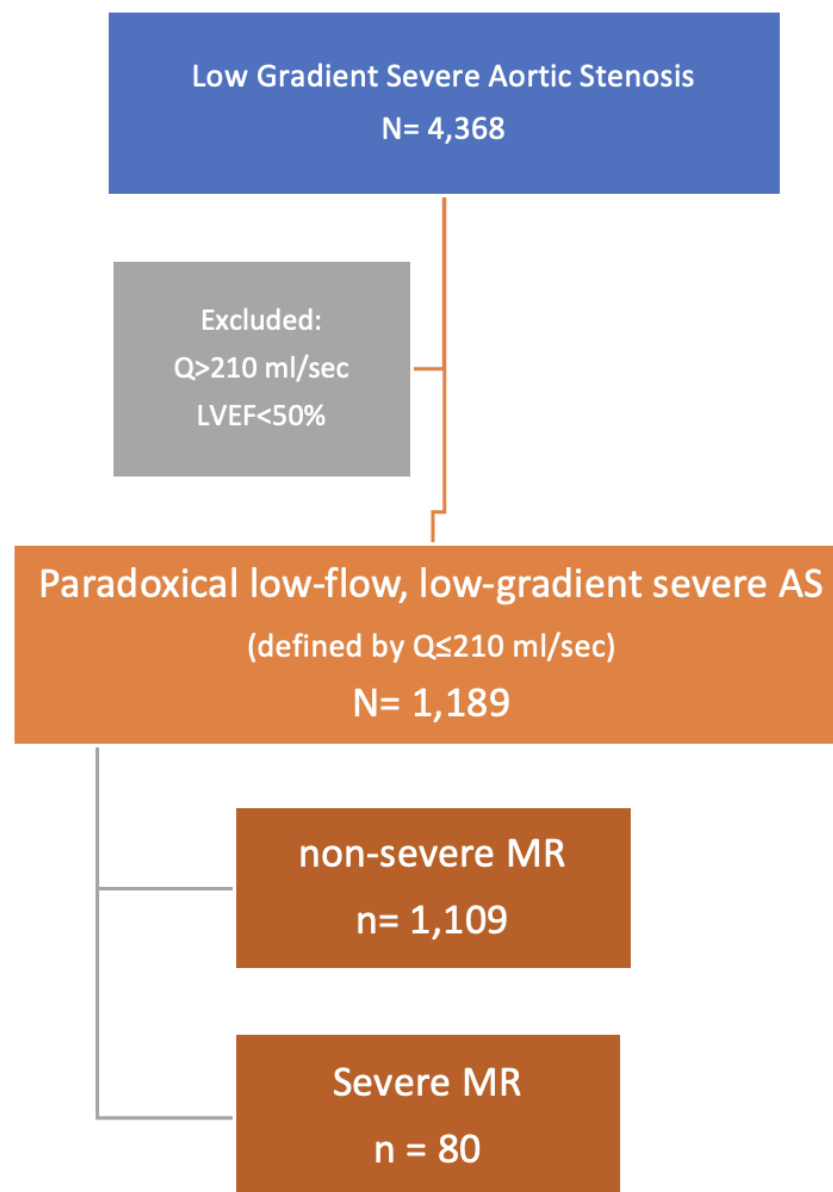 Low Gradient Severe Aortic Stenosis
N= 4,368
Excluded:
Q>210 ml/sec
LVEF<50%
Paradoxical low-flow, low-gradient severe AS
(defined by Q≤210 ml/sec)
N= 1,189
non-severe MR
n= 1,109
Severe MR
n = 80